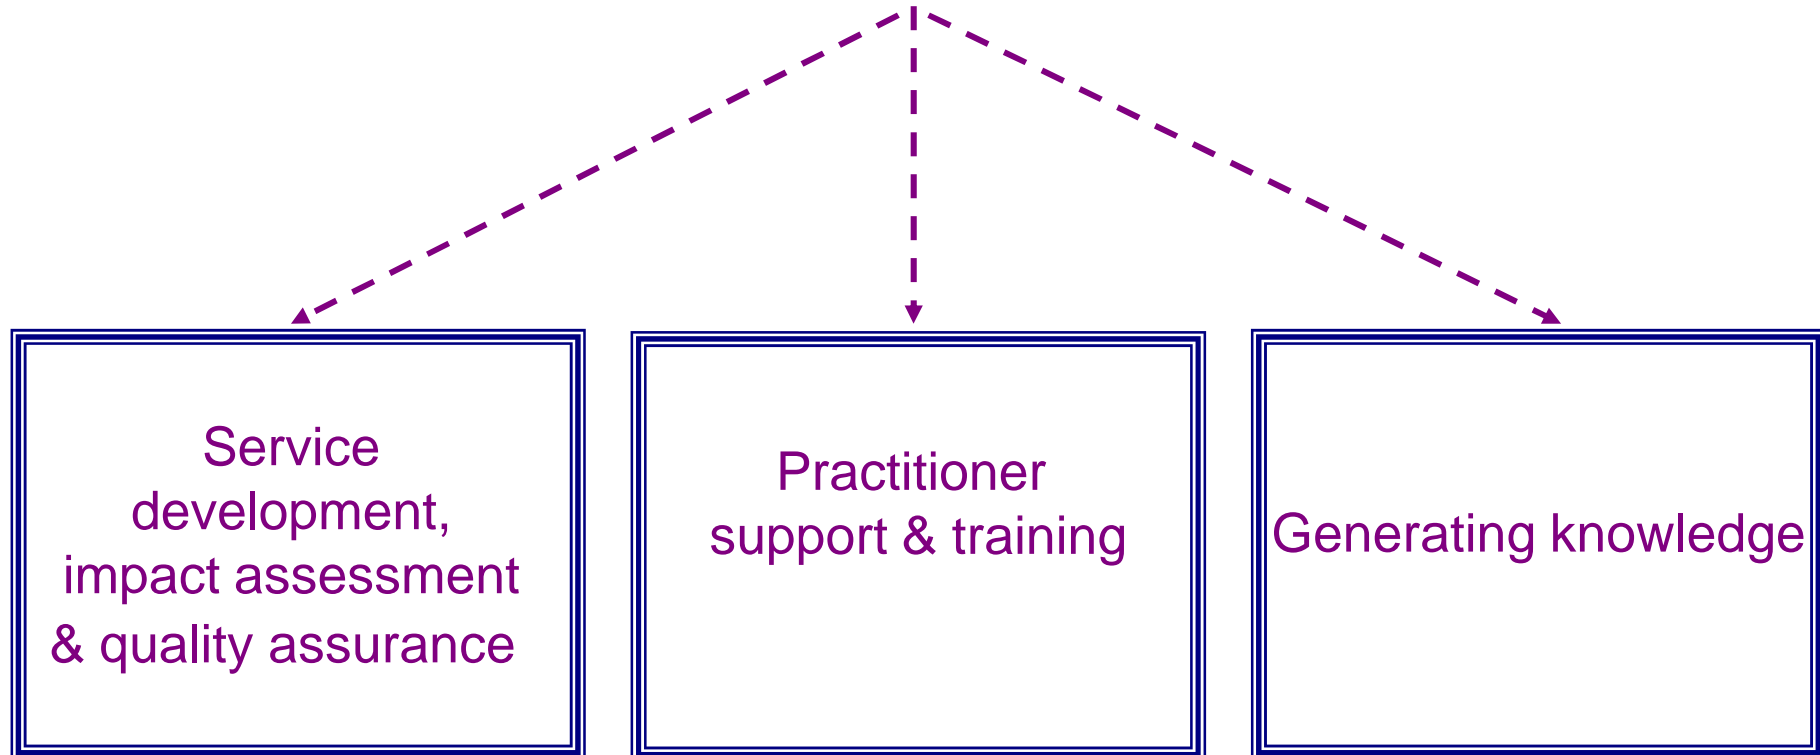 Service
development,
impact assessment
& quality assurance
Practitioner
support & training
Generating knowledge